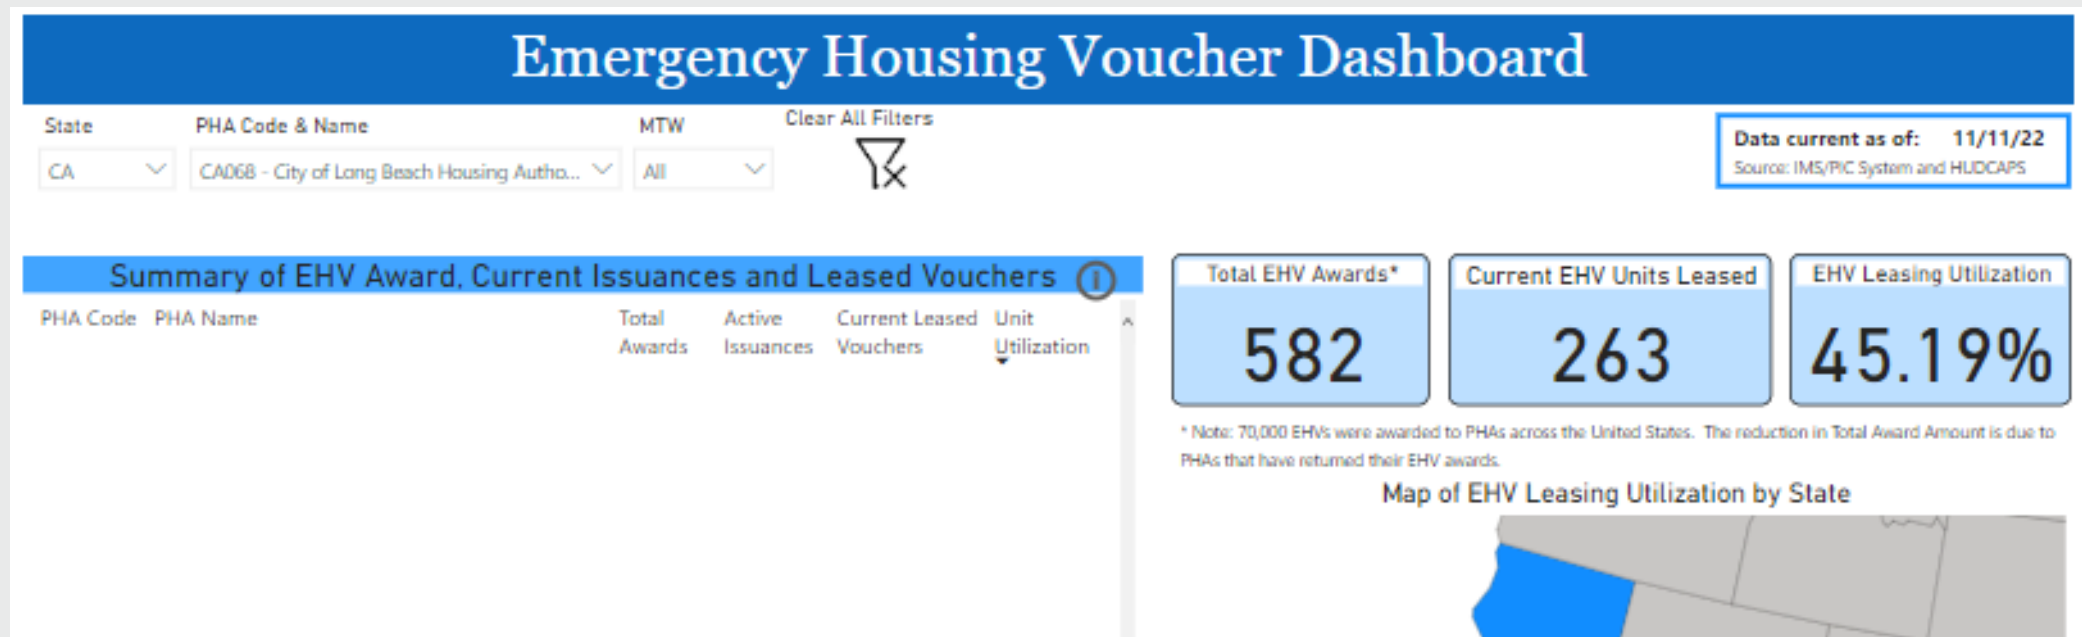 Emergency Housing Voucher Dashboard
State
PHA Code & Name
MTW
Clear All Filters
CA
CA068 - City of Long Beach Housing Autho...
All
Data current as of: 11/11/22
Source: IMS/PIC System and HUDCAPS
Summary of EHV Award, Current Issuances and Leased Vouchers
PHA Code PHA Name Total Awards Active Issuances Current Leased Vouchers Unit Utilization
Total EHV Awards*
582
Current EHV Units Leased
263
EHV Leasing Utilization
45.19%
* Note: 70,000 EHVs were awarded to PHAs across the United States. The reduction in Total Award Amount is due to
PHAs that have returned their EHV awards.
Map of EHV Leasing Utilization by State